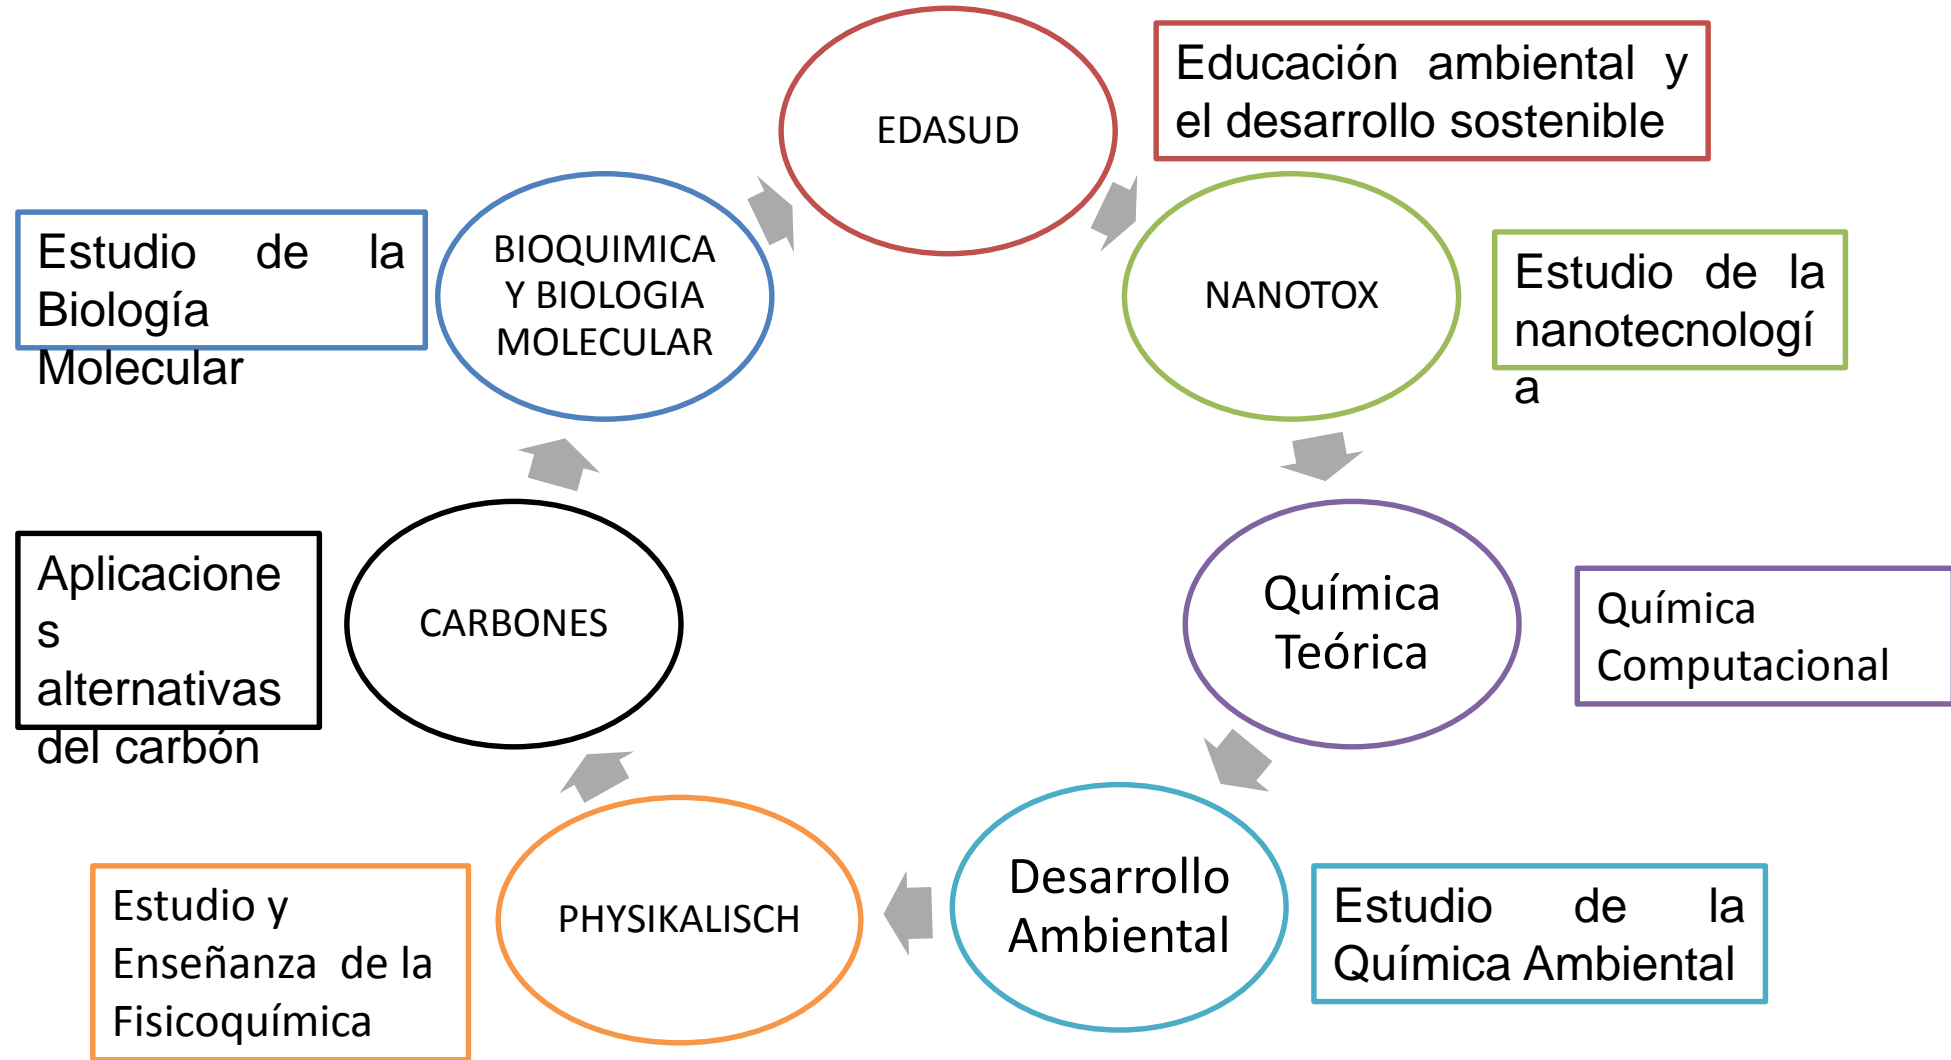 EDASUD
Educación ambiental y
el desarrollo sostenible
BIOQUIMICA
Y BIOLOGIA
MOLECULAR
Estudio de la
Biología
Molecular
NANOTOX
Estudio de la
nanotecnologí
a
CARBONES
Aplicacione
s
alternativas
del carbón
Química
Teórica
Química
Computacional
PHYSIKALISCH
Estudio y
Enseñanza de la
Fisicoquímica
Desarrollo
Ambiental
Estudio de la
Química Ambiental